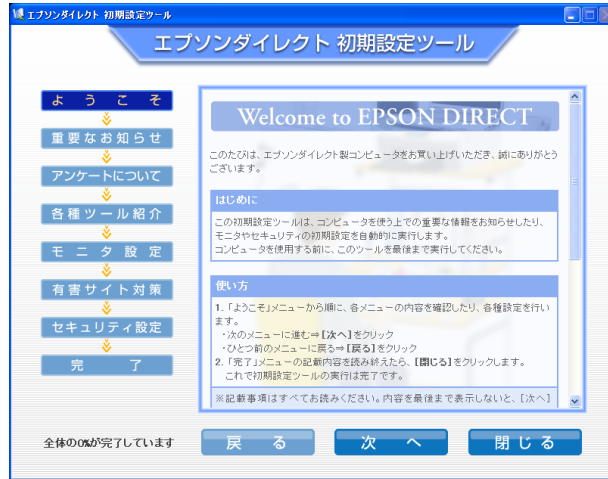 エプソンダイレクト 初期設定ツール
エプソンダイレクト 初期設定ツール
ようこそ
重要なお知らせ
アンケートについて
各種ツール紹介
モニタ設定
有害サイト対策
セキュリティ設定
完了
Welcome to EPSON DIRECT
このたびは、エプソンダイレクト製コンピュータをお買い上げいただき、誠にありがとう
ございます。
はじめに
この初期設定ツールは、コンピュータを使う上での重要な情報をお知らせしたり、
モニタやセキュリティの初期設定を自動的に実行します。
コンピュータを使用する前に、このツールを最後まで実行してください。
使い方
1.「ようこそ」メニューから順に、各メニューの内容を確認したり、各種設定を行い
ます。
・次のメニューに進む⇒[次へ]をクリック
・ひとつ前のメニューに戻る⇒[戻る]をクリック
2.「完了」メニューの記載内容を読み終えたら、[閉じる]をクリックします。
これで初期設定ツールの実行は完了です。
※記載事項はすべてお読みください。内容を最後まで表示しないと、[次へ]
全体の0%が完了しています
戻る
次へ
閉じる